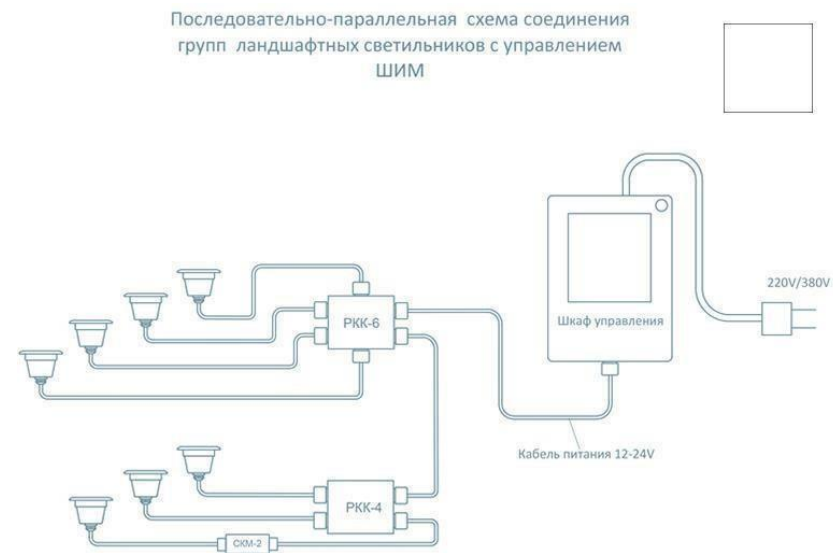 Последовательно-параллельная схема соединения
групп ландшафтных светильников с управлением
ШИМ
220V/380V
РКК-6
Шкаф управления
Кабель питания 12-24V
РКК-4
СКМ-2